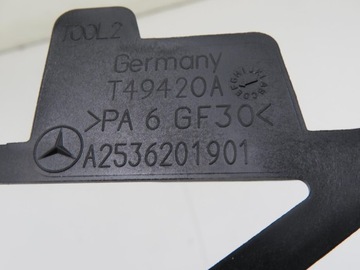 TOOL2
Germany
T49420A
>PA 6 GF30<
A2536201901